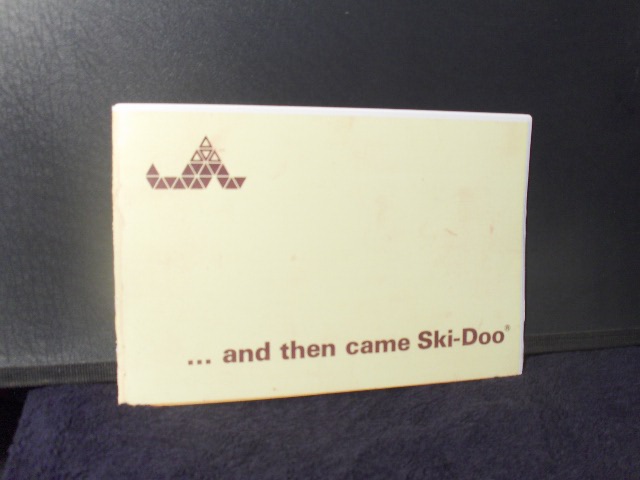 ... and then came Ski-Doo®